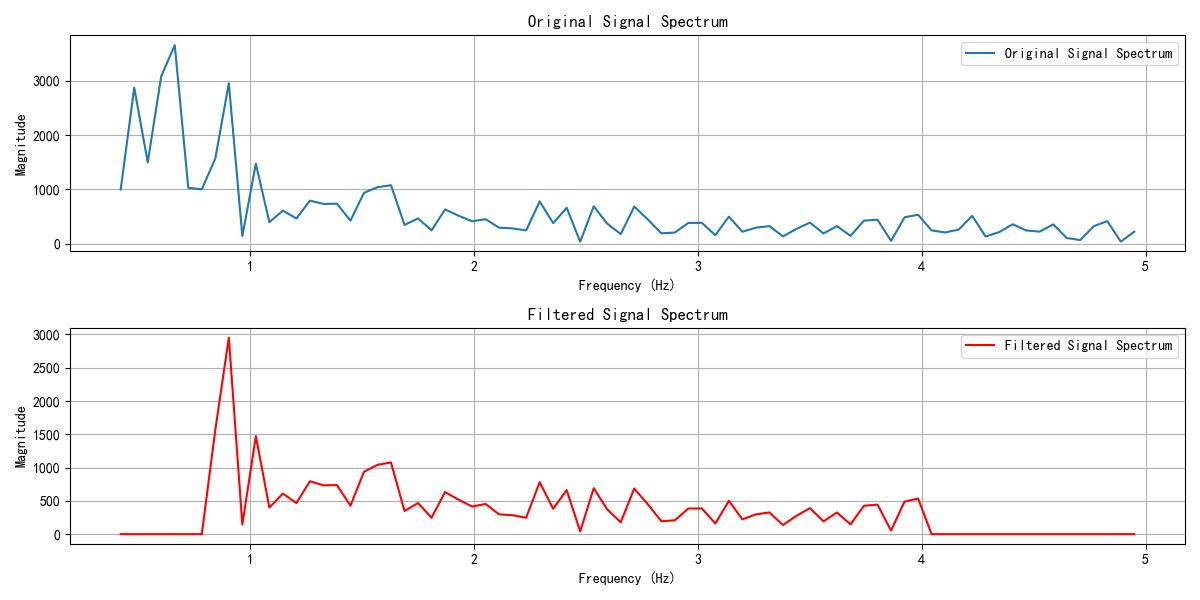 Original Signal Spectrum
Original Signal Spectrum
Magnitude
3000
2000
1000
0
1 2 3 4 5
Frequency (Hz)
Filtered Signal Spectrum
Filtered Signal Spectrum
Magnitude
3000
2500
2000
1500
1000
500
0
1 2 3 4 5
Frequency (Hz)